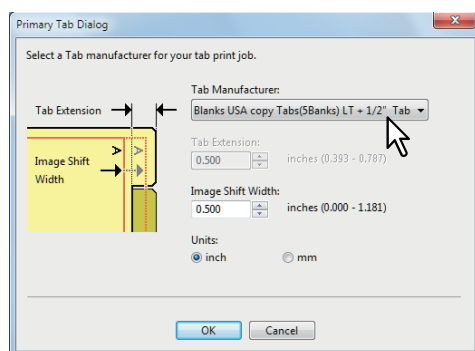 Primary Tab Dialog
Select a Tab manufacturer for your tab print job.
Tab Manufacturer:
Blanks USA copy Tabs(5Banks) LT + 1/2" Tab
Tab Extension
Tab Extension:
0.500 inches (0.393 - 0.787)
A
>
>
A
Image Shift
Width
Image Shift Width:
0.500 inches (0.000 - 1.181)
Units:
inch mm
OK Cancel